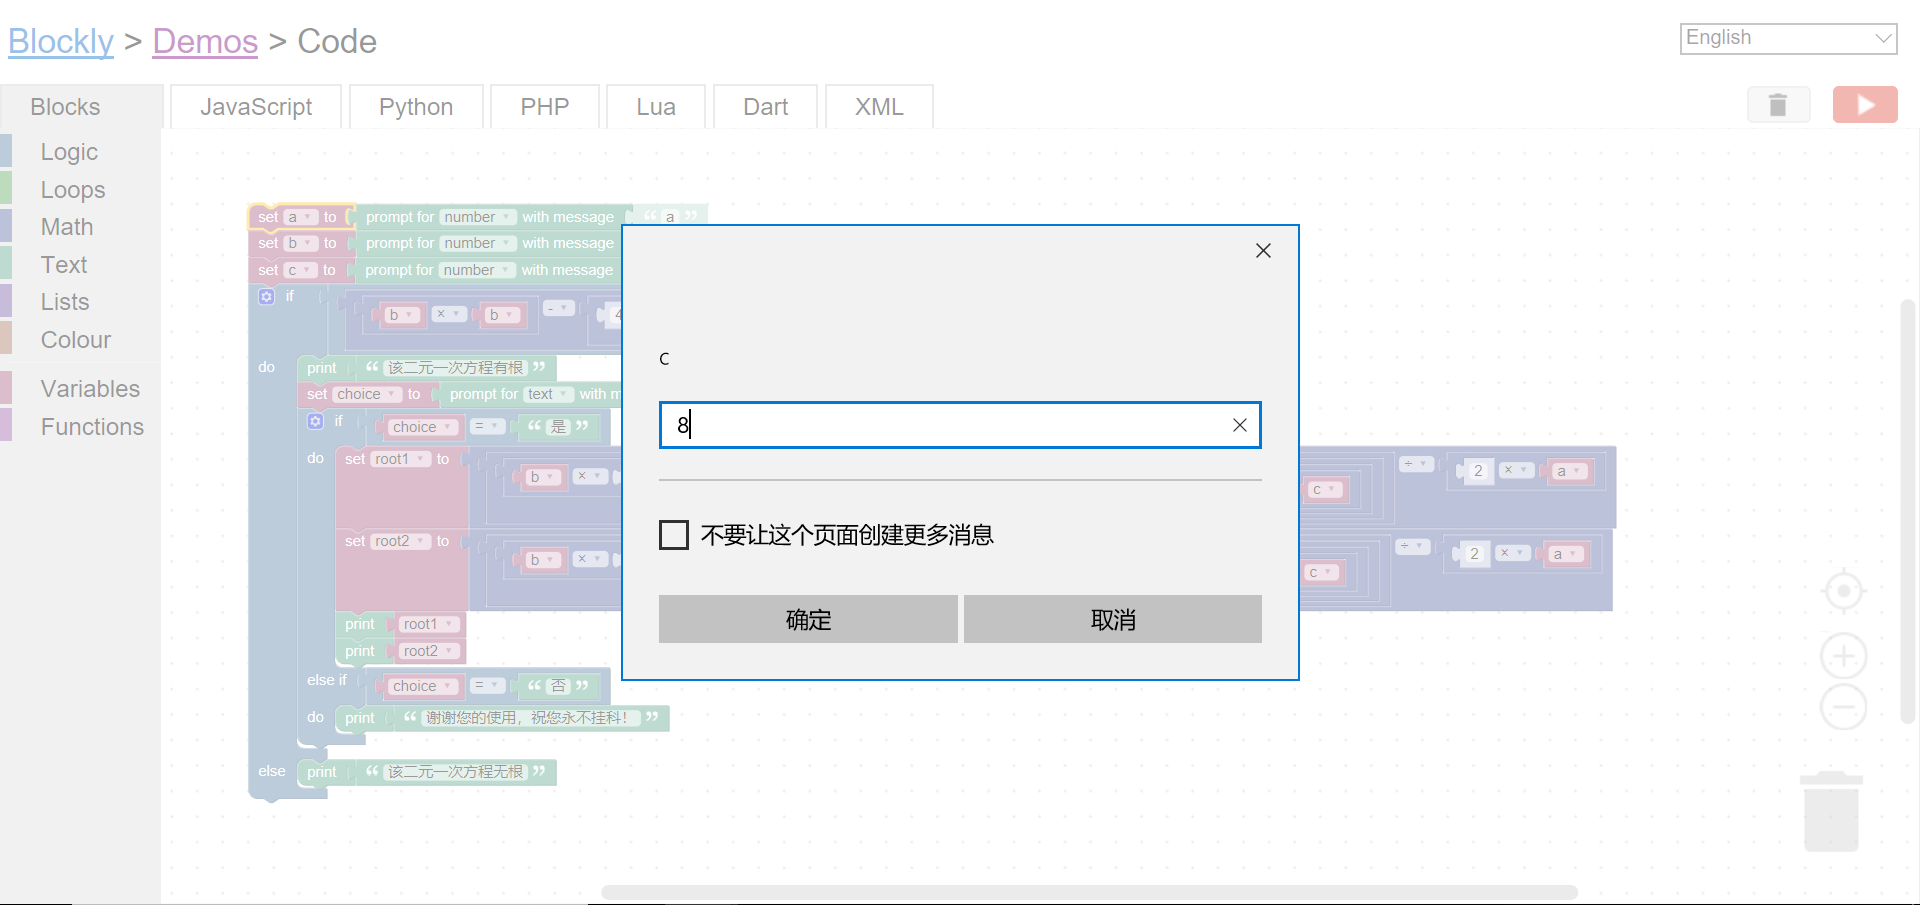 Blockly > Demos > Code
English
Blocks
JavaScript
Python
PHP
Lua
Dart
XML
Logic
Loops
Math
Text
Lists
Colour
Variables
Functions
set a to prompt for number with message “ a ”
set b to prompt for number with message
set c to prompt for number with message
if b × b - 4
do print “ 该二元一次方程有根 ”
set choice to prompt for text with m
if choice = “ 是 ”
do set root1 to b × c ÷ 2 × a
set root2 to b × c ÷ 2 × a
print root1
print root2
else if choice = “ 否 ”
do print “ 谢谢您的使用，祝您永不挂科！ ”
else print “ 该二元一次方程无根 ”
c
8
不要让这个页面创建更多消息
确定
取消